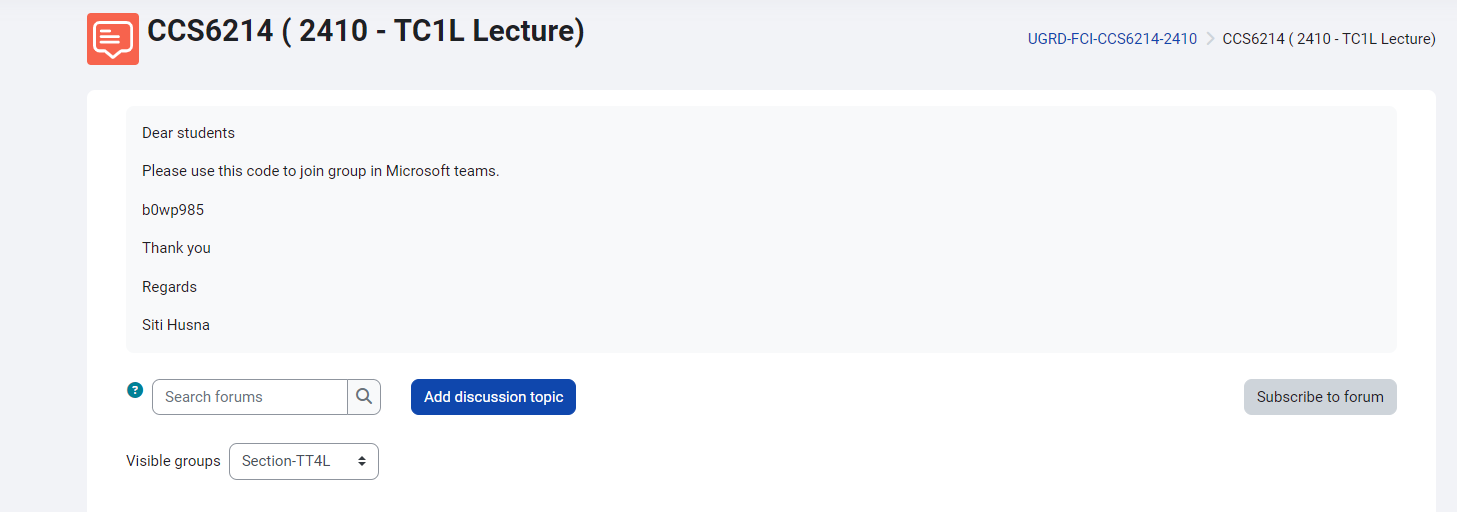 CCS6214 ( 2410 - TC1L Lecture)
UGRD-FCI-CCS6214-2410 > CCS6214 ( 2410 - TC1L Lecture)
Dear students
Please use this code to join group in Microsoft teams.
b0wp985
Thank you
Regards
Siti Husna
? Search forums Add discussion topic Subscribe to forum
Visible groups Section-TT4L